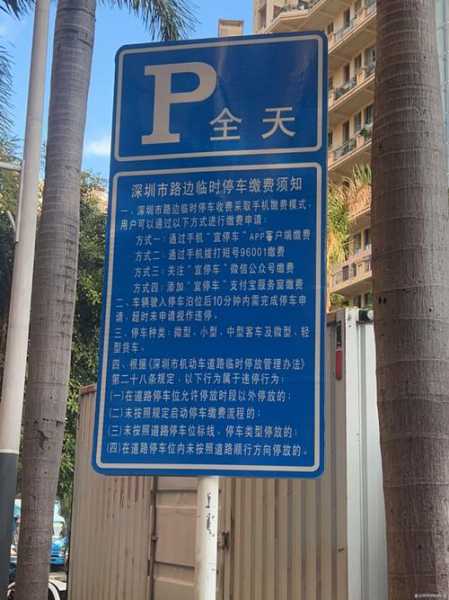 P 全天
深圳市路边临时停车缴费须知
一、深圳市路边临时停车收费采取手机缴费模式，
用户可以通过以下方式进行缴费申请：
方式一：通过手机“宜停车”APP客户端缴费
方式二：通过手机拨打短号96001缴费
方式三：关注“宜停车”微信公众号缴费
方式四：添加“宜停车”支付宝服务窗缴费
二、车辆驶入停车泊位后10分钟内需完成停车申
请，超时未申请操作违停。
三、停车种类：微型、小型、中型客车及微型、轻
型货车。
四、根据《深圳市机动车道路临时停放管理办法》
第二十八条规定，以下行为属于违停行为：
(一)在道路停车位允许停放时段以外停放的：
(二)未按照规定启动停车缴费流程的：
(三)未按照道路停车位标线、停车类型停放的：
(四)在道路停车位内未按照道路顺行方向停放的。